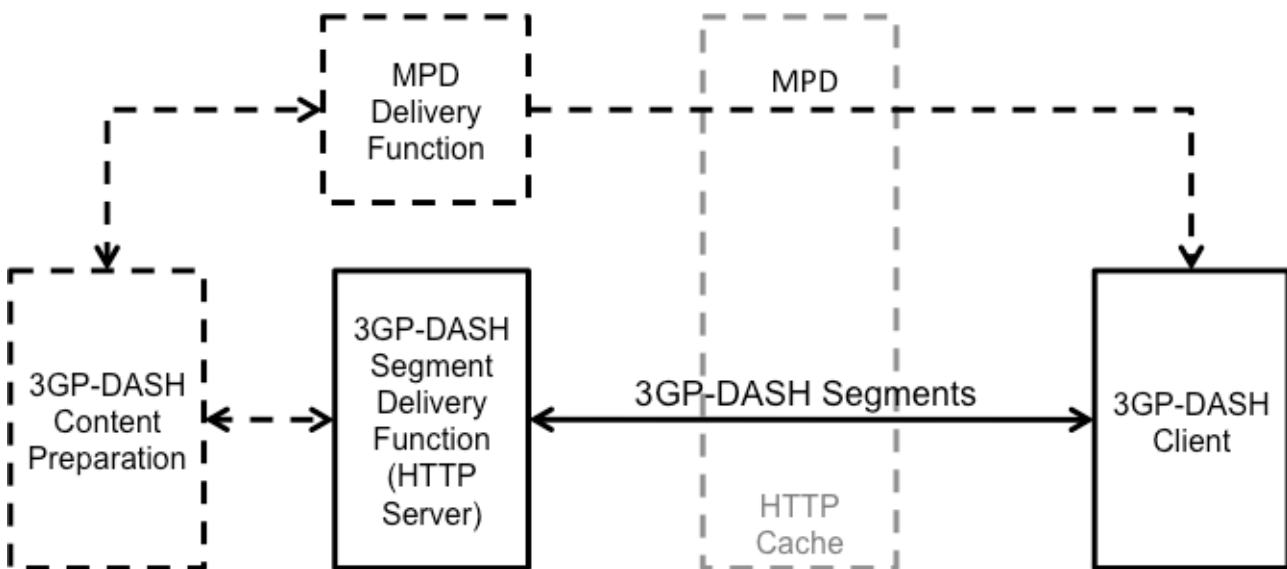 MPD
Delivery
Function
MPD
3GP-DASH
Content
Preparation
3GP-DASH
Segment
Delivery
Function
(HTTP
Server)
3GP-DASH Segments
HTTP
Cache
3GP-DASH
Client